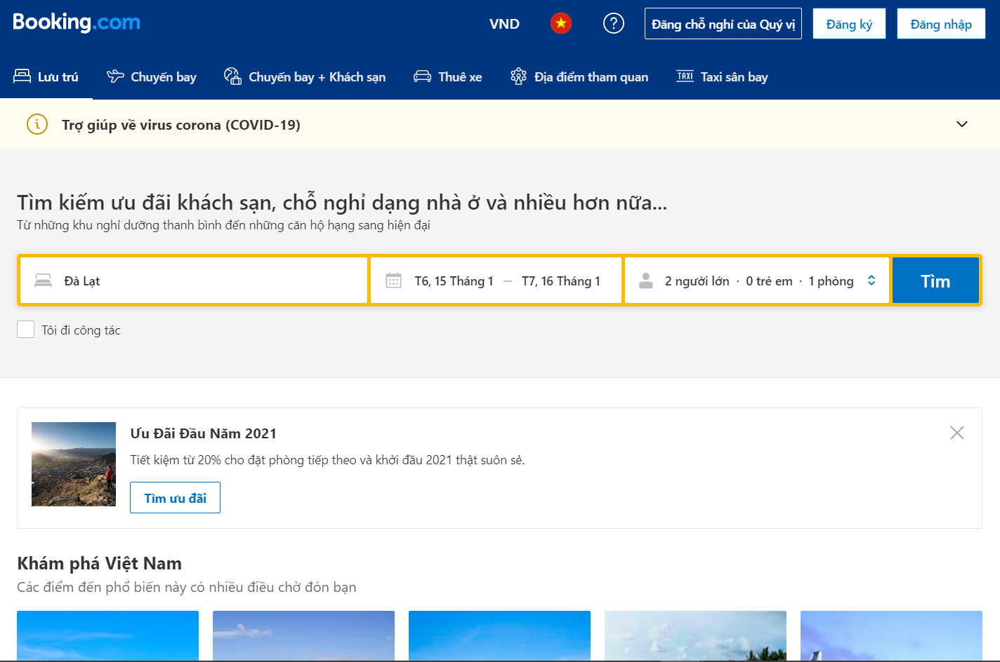 Booking.com
VND
Đăng chỗ nghỉ của Quý vị
Đăng ký
Đăng nhập
Lưu trú
Chuyến bay
Chuyến bay + Khách sạn
Thuê xe
Địa điểm tham quan
TAXI
Taxi sân bay
Trợ giúp về virus corona (COVID-19)
Tìm kiếm ưu đãi khách sạn, chỗ nghỉ dạng nhà ở và nhiều hơn nữa...
Từ những khu nghỉ dưỡng thanh bình đến những căn hộ hạng sang hiện đại
Đà Lạt
T6, 15 Tháng 1 — T7, 16 Tháng 1
2 người lớn · 0 trẻ em · 1 phòng
Tìm
Tôi đi công tác
Ưu Đãi Đầu Năm 2021
Tiết kiệm từ 20% cho đặt phòng tiếp theo và khởi đầu 2021 thật suôn sẻ.
Tìm ưu đãi
Khám phá Việt Nam
Các điểm đến phổ biến này có nhiều điều chờ đón bạn